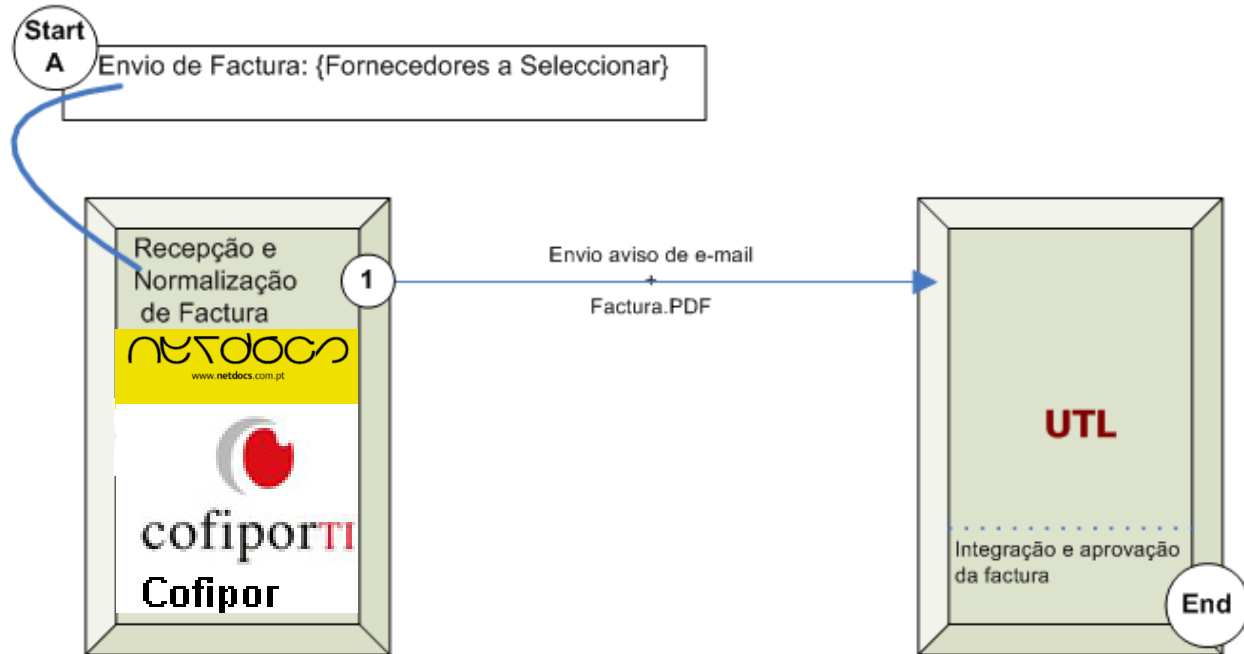 Start
A
Envio de Factura: {Fornecedores a Seleccionar}
Recepção e
Normalização
de Factura
1
netdocs
www.netdocs.com.pt
cofiporTI
Cofipor
Envio aviso de e-mail
+
Factura.PDF
UTL
Integração e aprovação
da factura
End